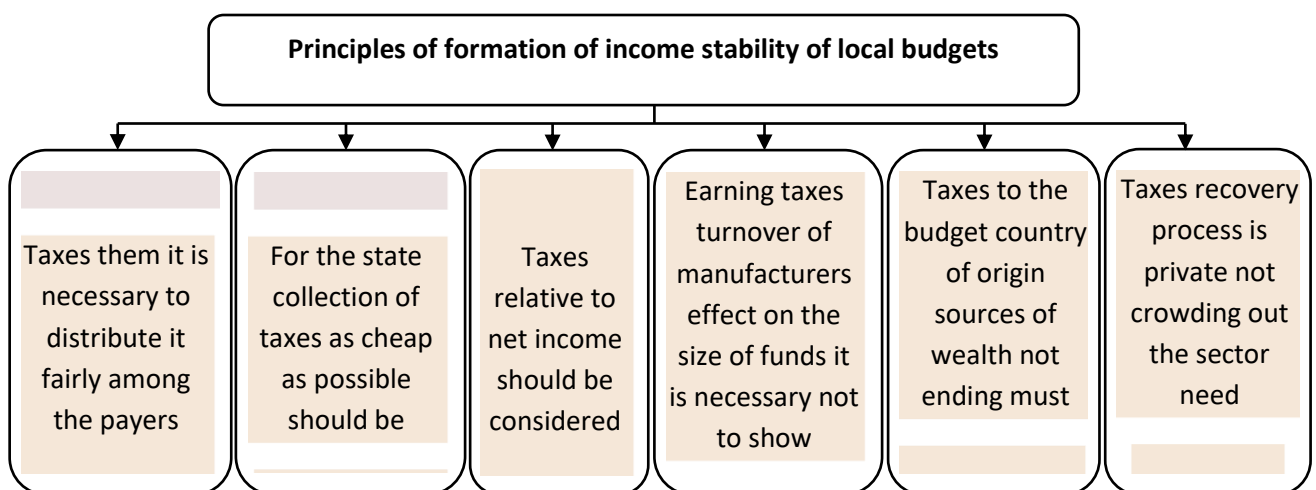 Principles of formation of income stability of local budgets
Taxes them it is
necessary to
distribute it
fairly among
the payers
For the state
collection of
taxes as cheap
as possible
should be
Taxes
relative to
net income
should be
considered
Earning taxes
turnover of
manufacturers
effect on the
size of funds it
is necessary not
to show
Taxes to the
budget country
of origin
sources of
wealth not
ending must
Taxes recovery
process is
private not
crowding out
the sector
need